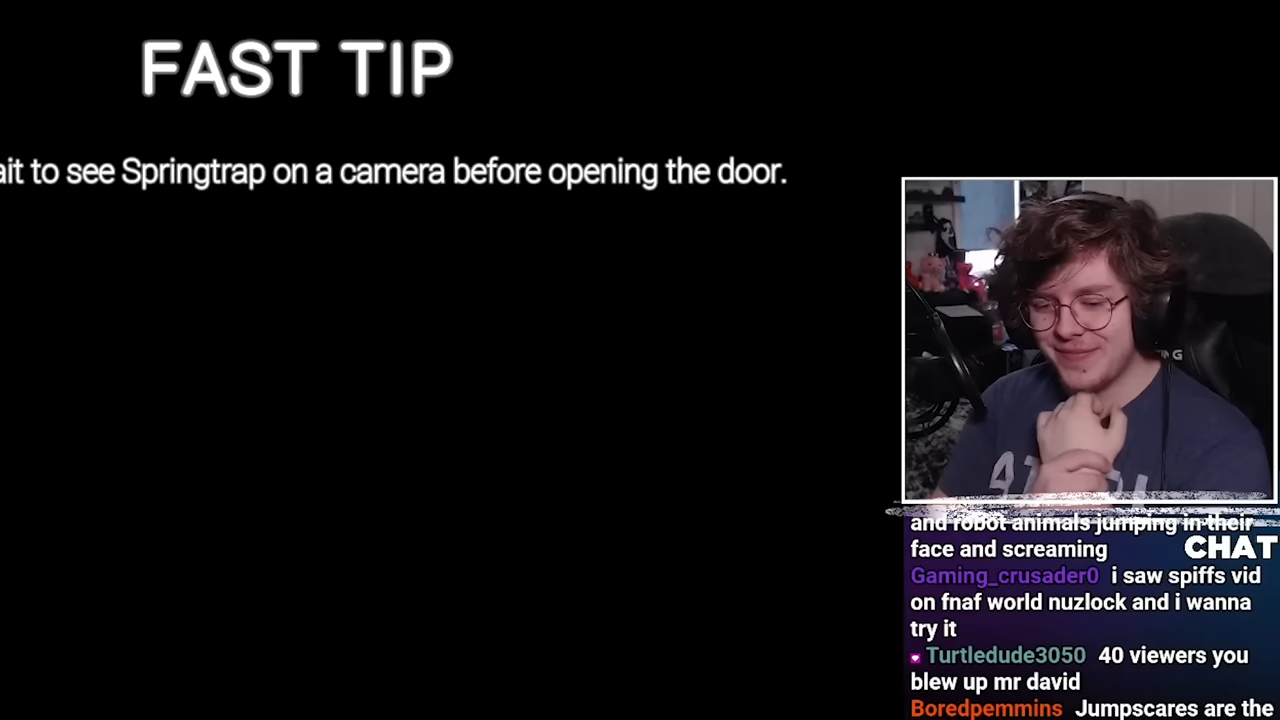 FAST TIP
ait to see Springtrap on a camera before opening the door.
and robot animals jumping in their
face and screaming
CHAT
Gaming_crusader0 i saw spiffs vid
on fnaf world nuzlock and i wanna
try it
Turtledude3050 40 viewers you
blew up mr david
Boredpemmins Jumpscares are the